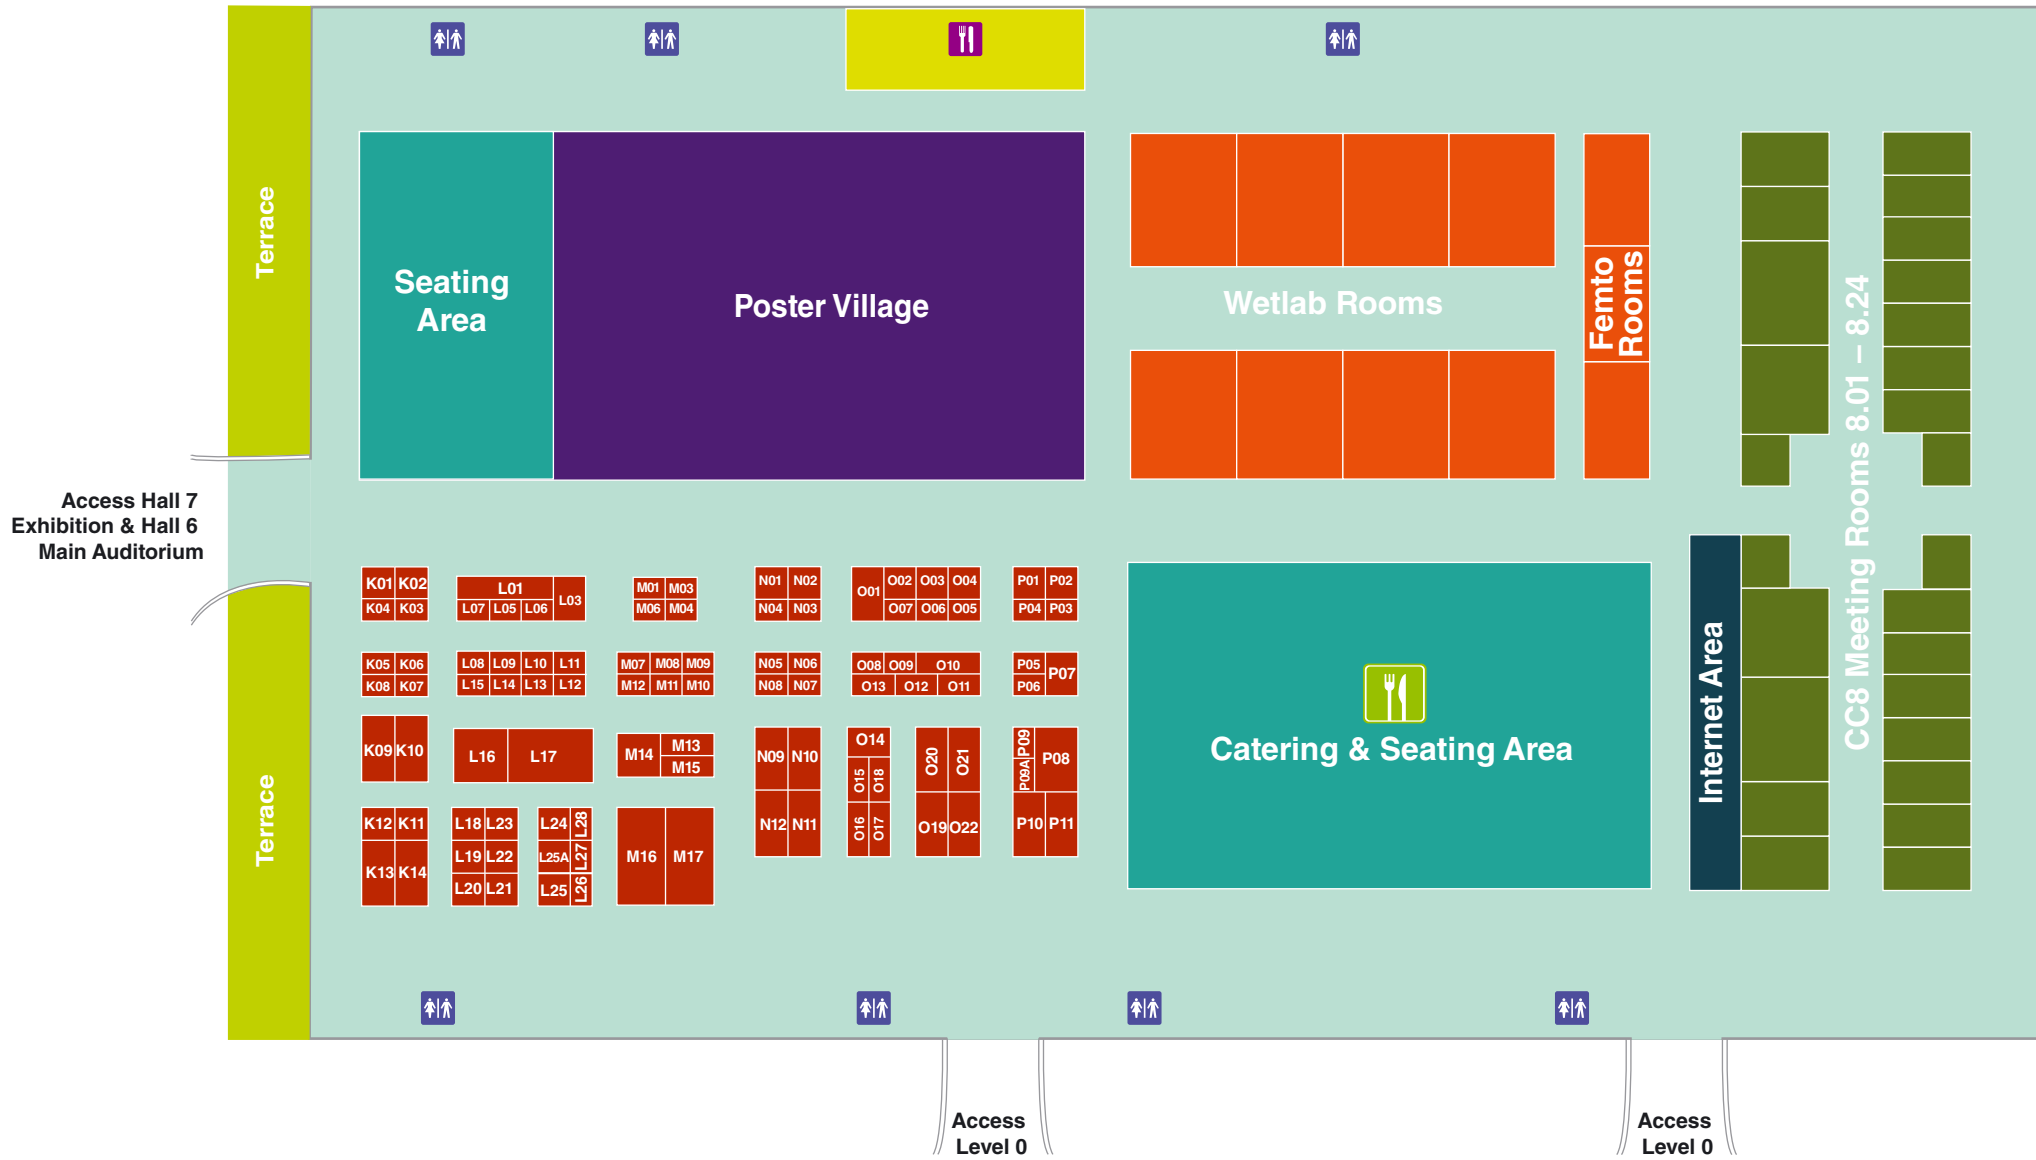 Terrace
Seating
Area
Poster Village
Wetlab Rooms
Femto
Rooms
CC8 Meeting Rooms 8.01 – 8.24
Access Hall 7
Exhibition & Hall 6
Main Auditorium
K01 K02
K04 K03
L01
L03
L07 L05 L06
M01 M03
M06 M04
N01 N02
N04 N03
O01
O02 O03 O04
O07 O06 O05
P01 P02
P04 P03
K05 K06
K08 K07
L08 L09 L10 L11
L15 L14 L13 L12
M07 M08 M09
M12 M11 M10
N05 N06
N08 N07
O08 O09 O10
O13 O12 O11
P05
P07
P06
K09 K10
L16 L17
M14
M13
M15
N09 N10
N12 N11
O14
O15 O18
O16 O17
O20 O21
O19 O22
P09
P09A
P08
P10 P11
K12 K11
K13 K14
L18 L23
L19 L22
L20 L21
L24 L28
L25A L27
L25 L26
M16 M17
Catering & Seating Area
Internet Area
Terrace
Access
Level 0
Access
Level 0